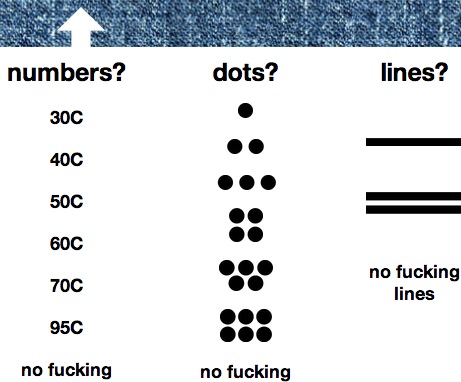 numbers?
30C
40C
50C
60C
70C
95C
no fucking
dots?
no fucking
lines?
no fucking
lines